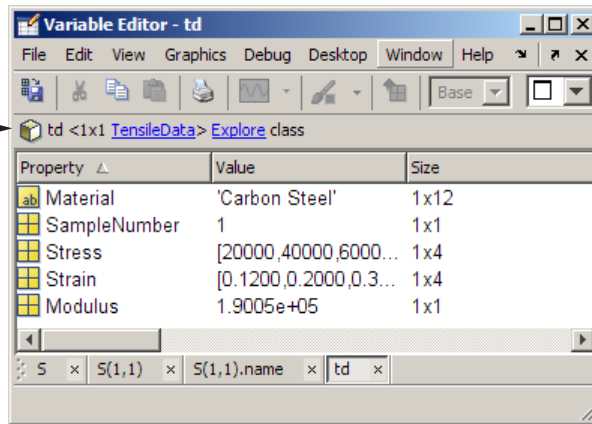 Variable Editor - td
File Edit View Graphics Debug Desktop Window Help
Base
td <1x1 TensileData> Explore class
Property Value Size
ab Material 'Carbon Steel' 1x12
SampleNumber 1 1x1
Stress [20000,40000,6000... 1x4
Strain [0.1200,0.2000,0.3... 1x4
Modulus 1.9005e+05 1x1
S × S(1,1) × S(1,1).name × td ×